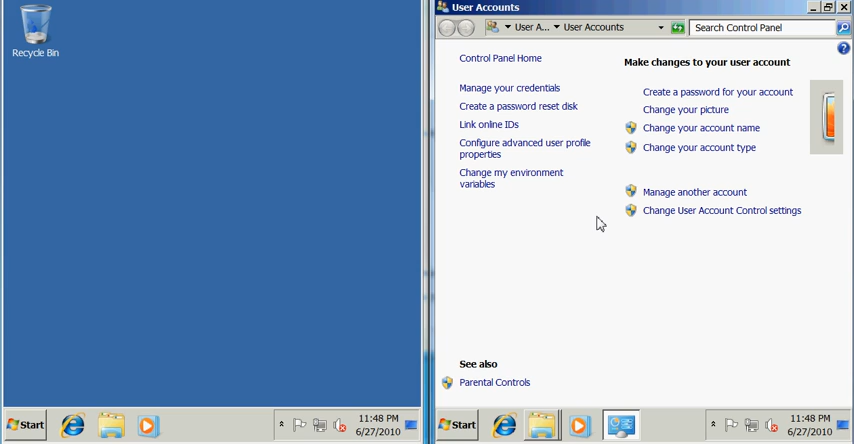 Recycle Bin
Start
11:48 PM
6/27/2010
User Accounts
User A...
User Accounts
Search Control Panel
Control Panel Home
Manage your credentials
Create a password reset disk
Link online IDs
Configure advanced user profile
properties
Change my environment
variables
Make changes to your user account
Create a password for your account
Change your picture
Change your account name
Change your account type
Manage another account
Change User Account Control settings
See also
Parental Controls
Start
11:48 PM
6/27/2010